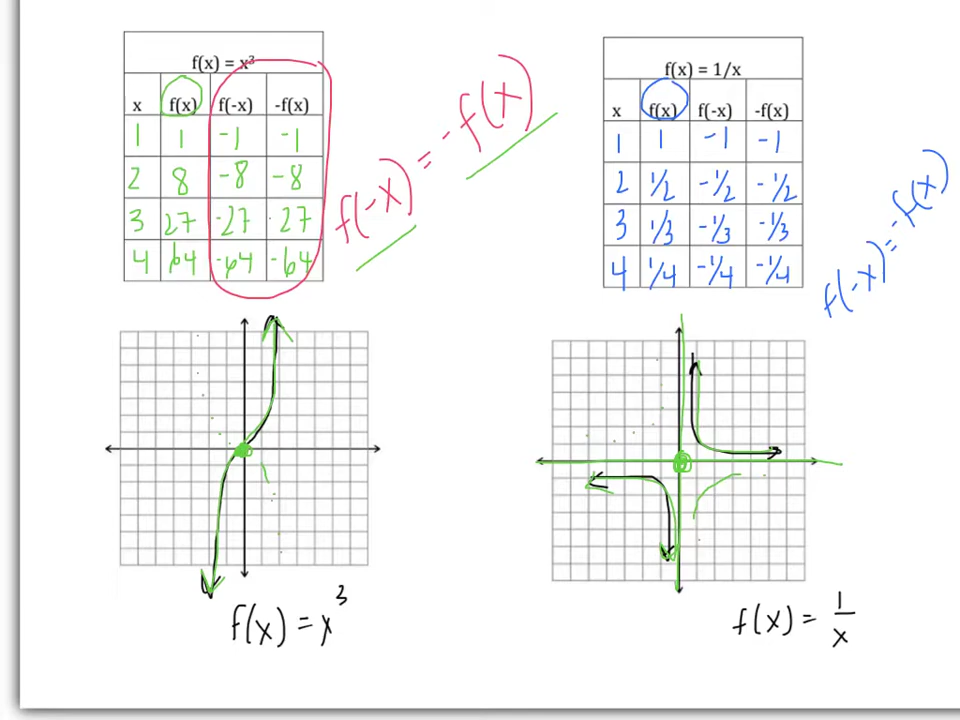 f(x) = x³
x f(x) f(-x) -f(x)
1 1 -1 -1
2 8 -8 -8
3 27 -27 -27
4 64 -64 -64
f(-x) = -f(x)
f(x) = 1/x
x f(x) f(-x) -f(x)
1 1 -1 -1
2 1/2 -1/2 -1/2
3 1/3 -1/3 -1/3
4 1/4 -1/4 -1/4
f(-x) = -f(x)
f(x) = x³
f(x) = 1/x